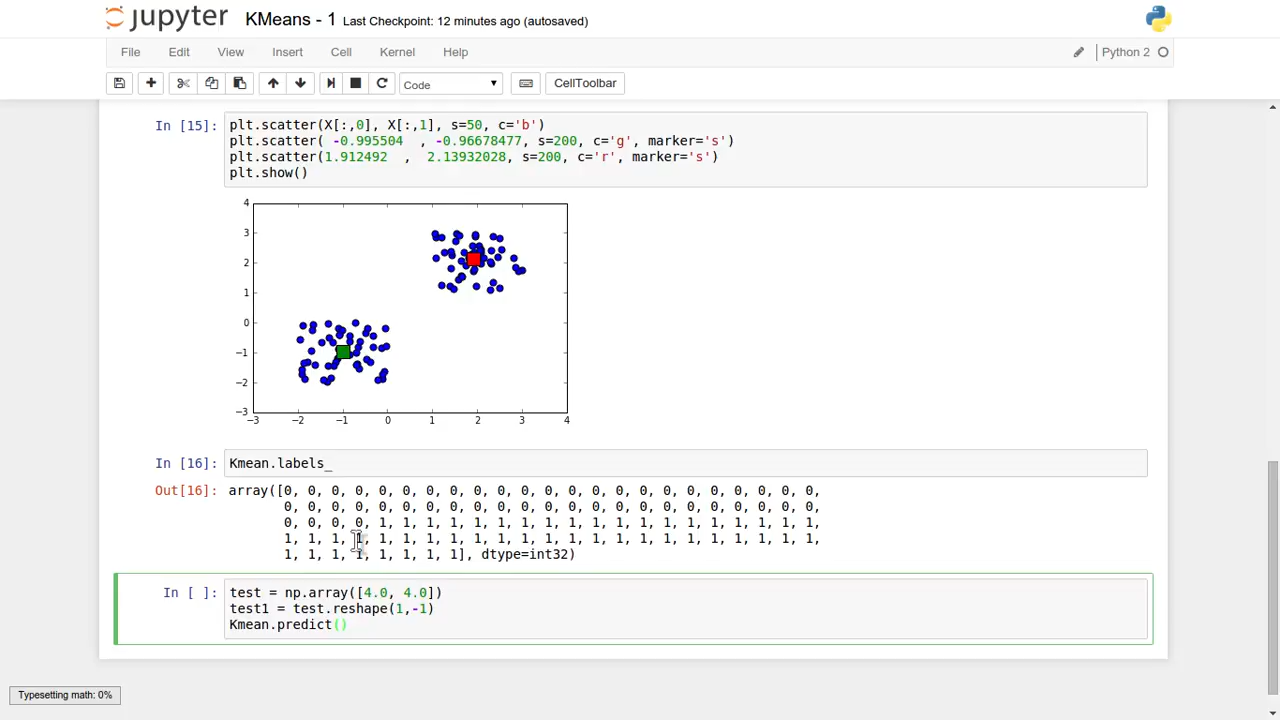 jupyter KMeans - 1 Last Checkpoint: 12 minutes ago (autosaved)
File Edit View Insert Cell Kernel Help Python 2
Code CellToolbar
In [15]: plt.scatter(X[:,0], X[:,1], s=50, c='b')
plt.scatter( -0.995504  , -0.96678477, s=200, c='g', marker='s')
plt.scatter(1.912492  ,  2.13932028, s=200, c='r', marker='s')
plt.show()
4
3
2
1
0
−1
−2
−3
−3 −2 −1 0 1 2 3 4
In [16]: Kmean.labels_
Out[16]: array([0, 0, 0, 0, 0, 0, 0, 0, 0, 0, 0, 0, 0, 0, 0, 0, 0, 0, 0, 0, 0, 0, 0,
0, 0, 0, 0, 0, 0, 0, 0, 0, 0, 0, 0, 0, 0, 0, 0, 0, 0, 0, 0, 0, 0, 0,
0, 0, 0, 0, 1, 1, 1, 1, 1, 1, 1, 1, 1, 1, 1, 1, 1, 1, 1, 1, 1, 1, 1,
1, 1, 1, 1, 1, 1, 1, 1, 1, 1, 1, 1, 1, 1, 1, 1, 1, 1, 1, 1, 1, 1, 1,
1, 1, 1, 1, 1, 1, 1, 1], dtype=int32)
In [ ]: test = np.array([4.0, 4.0])
test1 = test.reshape(1,-1)
Kmean.predict()
Typesetting math: 0%